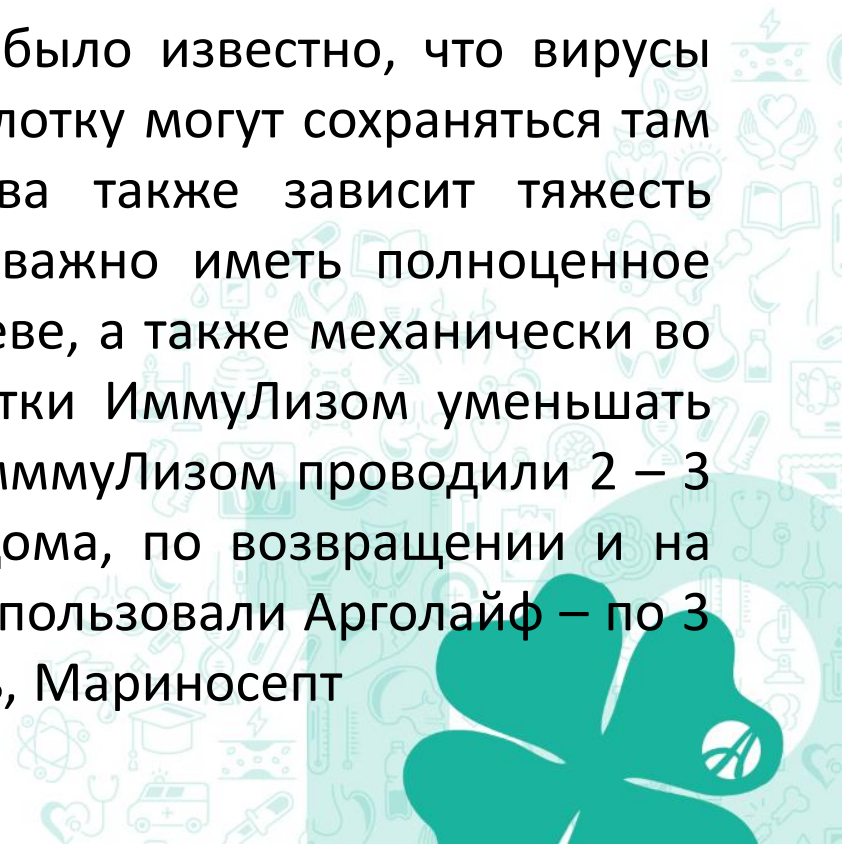 было известно, что вирусы
лотку могут сохраняться там
ва также зависит тяжесть
важно иметь полноценное
еве, а также механически во
тки ИммуЛизом уменьшать
ммуЛизом проводили 2 – 3
ома, по возвращении и на
пользовали Арголайф – по 3
, Мариносепт